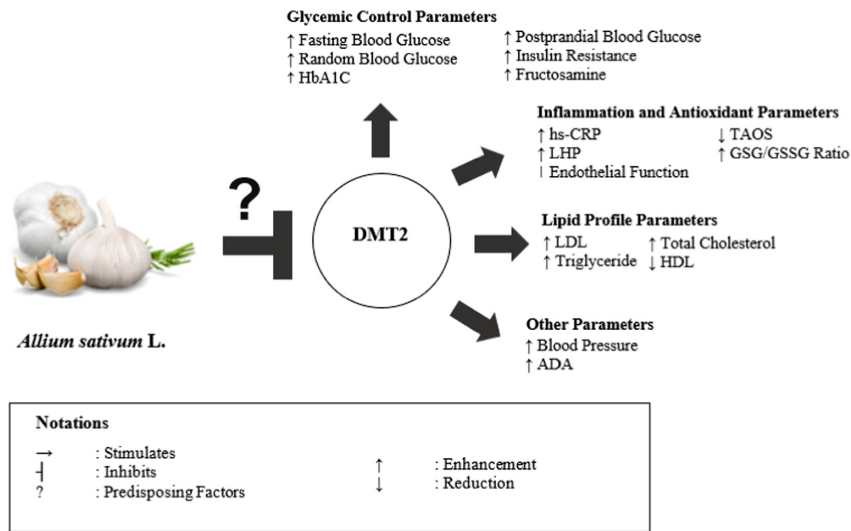 Glycemic Control Parameters
↑ Fasting Blood Glucose
↑ Random Blood Glucose
↑ HbA1C
↑ Postprandial Blood Glucose
↑ Insulin Resistance
↑ Fructosamine
Inflammation and Antioxidant Parameters
↑ hs-CRP
↑ LHP
| Endothelial Function
↓ TAOS
↑ GSG/GSSG Ratio
?
DMT2
Lipid Profile Parameters
↑ LDL
↑ Triglyceride
↑ Total Cholesterol
↓ HDL
Allium sativum L.
Other Parameters
↑ Blood Pressure
↑ ADA
Notations
→ : Stimulates
┤ : Inhibits
? : Predisposing Factors
↑ : Enhancement
↓ : Reduction